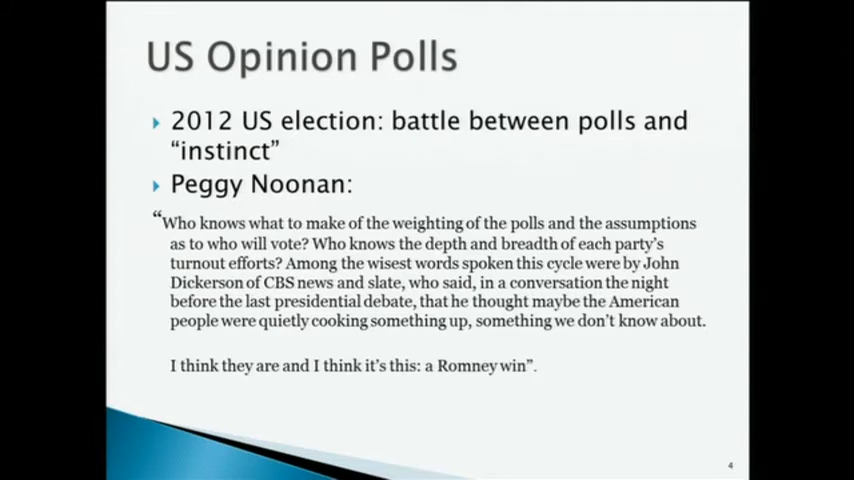 US Opinion Polls
2012 US election: battle between polls and
“instinct”
Peggy Noonan:
“Who knows what to make of the weighting of the polls and the assumptions
as to who will vote? Who knows the depth and breadth of each party’s
turnout efforts? Among the wisest words spoken this cycle were by John
Dickerson of CBS news and slate, who said, in a conversation the night
before the last presidential debate, that he thought maybe the American
people were quietly cooking something up, something we don’t know about.
I think they are and I think it’s this: a Romney win”.
4